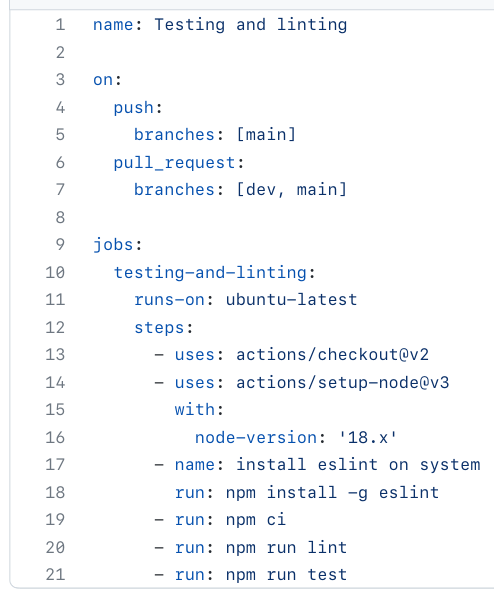 1 name: Testing and linting
2
3 on:
4   push:
5     branches: [main]
6   pull_request:
7     branches: [dev, main]
8
9 jobs:
10   testing-and-linting:
11     runs-on: ubuntu-latest
12     steps:
13       - uses: actions/checkout@v2
14       - uses: actions/setup-node@v3
15         with:
16           node-version: '18.x'
17       - name: install eslint on system
18         run: npm install -g eslint
19       - run: npm ci
20       - run: npm run lint
21       - run: npm run test